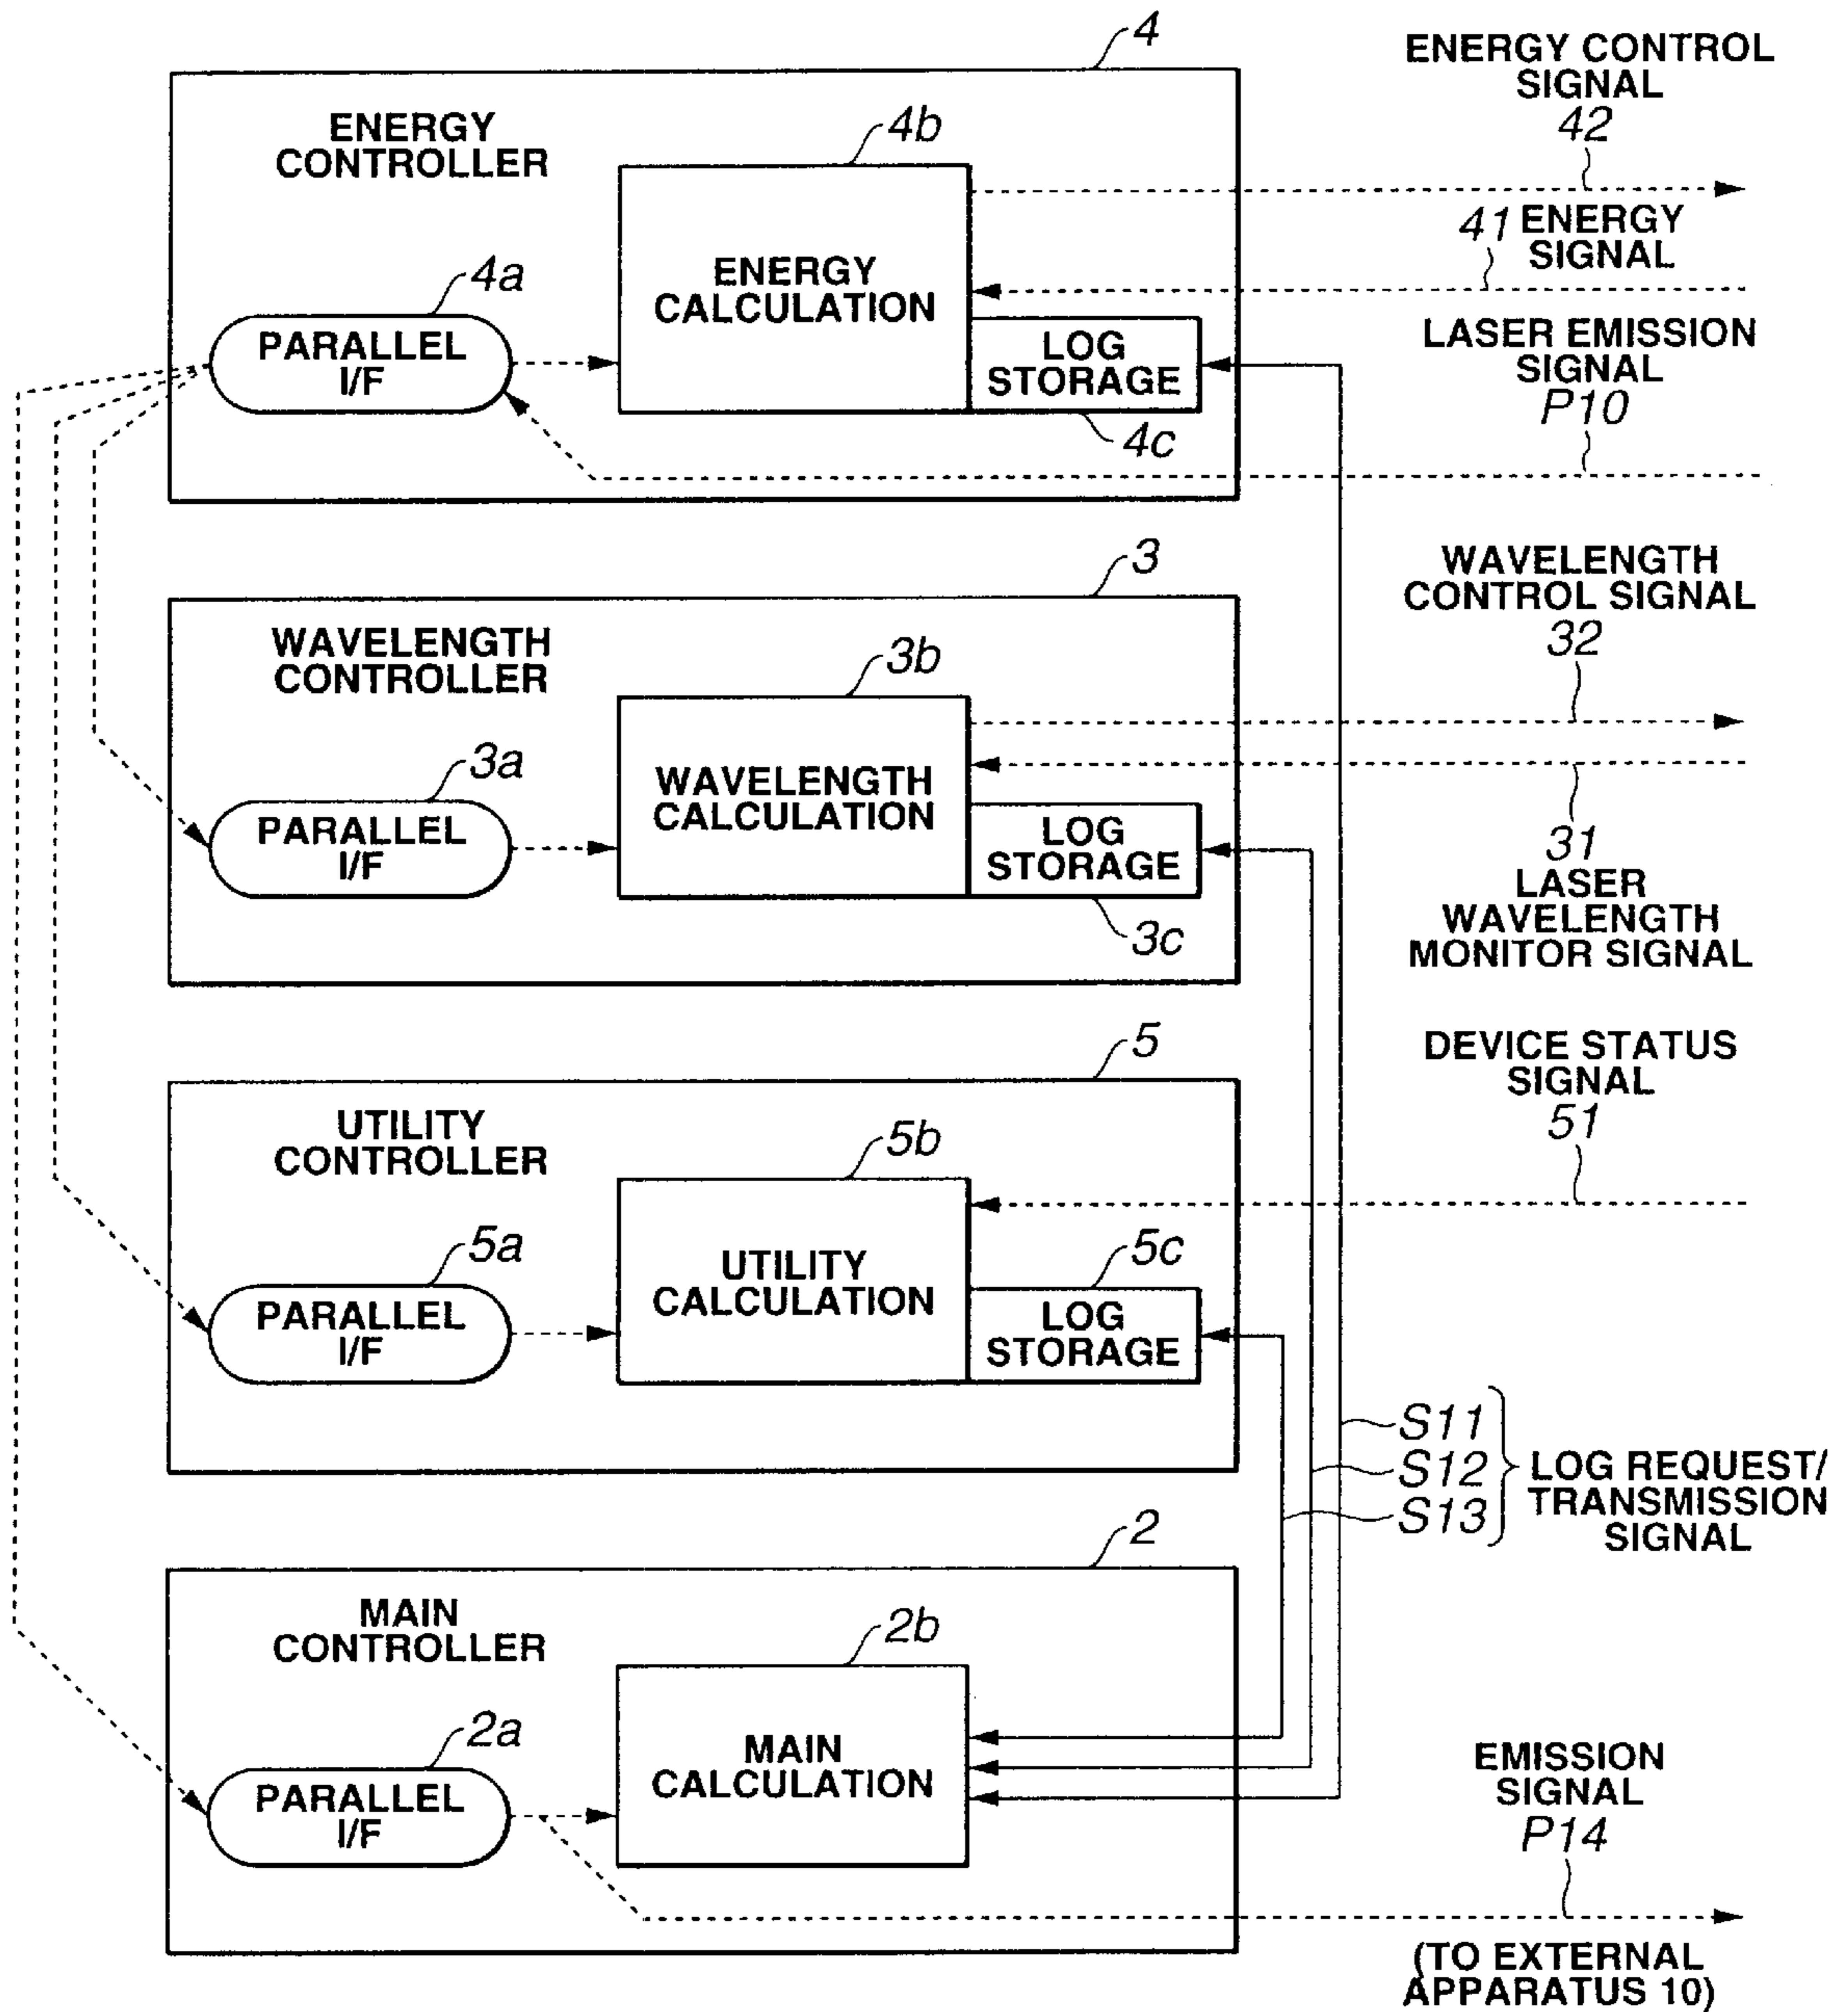 4
ENERGY CONTROL
SIGNAL
42
ENERGY
CONTROLLER
4b
41 ENERGY
SIGNAL
4a
ENERGY
CALCULATION
PARALLEL
I/F
LOG
STORAGE
4c
LASER EMISSION
SIGNAL
P10
3
WAVELENGTH
CONTROL SIGNAL
32
WAVELENGTH
CONTROLLER
3b
3a
WAVELENGTH
CALCULATION
PARALLEL
I/F
LOG
STORAGE
3c
31
LASER
WAVELENGTH
MONITOR SIGNAL
5
DEVICE STATUS
SIGNAL
51
UTILITY
CONTROLLER
5b
5a
UTILITY
CALCULATION
5c
PARALLEL
I/F
LOG
STORAGE
S11
S12
S13
LOG REQUEST/
TRANSMISSION
SIGNAL
2
MAIN
CONTROLLER
2b
2a
MAIN
CALCULATION
PARALLEL
I/F
EMISSION
SIGNAL
P14
(TO EXTERNAL
APPARATUS 10)